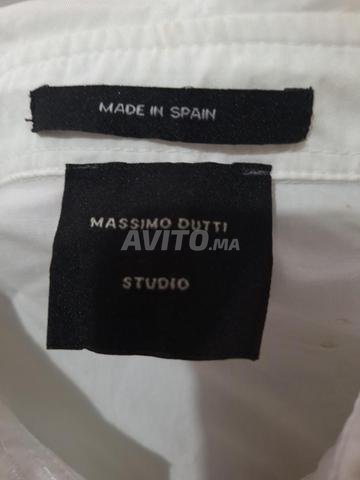 MADE IN SPAIN
MASSIMO DUTTI
AVITO.MA
STUDIO